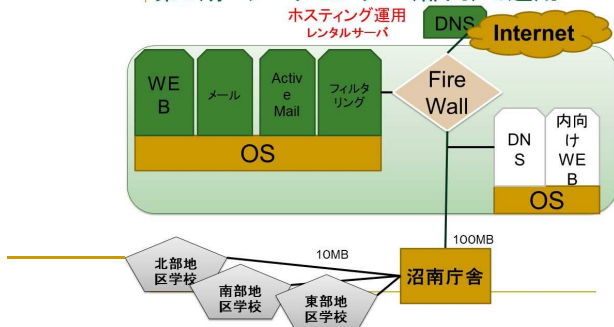 ホスティング運用
レンタルサーバ
DNS
Internet
WE
B
メール
Activ
e
Mail
フィルタ
リング
OS
Fire
Wall
DN
S
内向
け
WE
B
OS
10MB
100MB
北部地
区学校
南部地
区学校
東部地
区学校
沼南庁舎